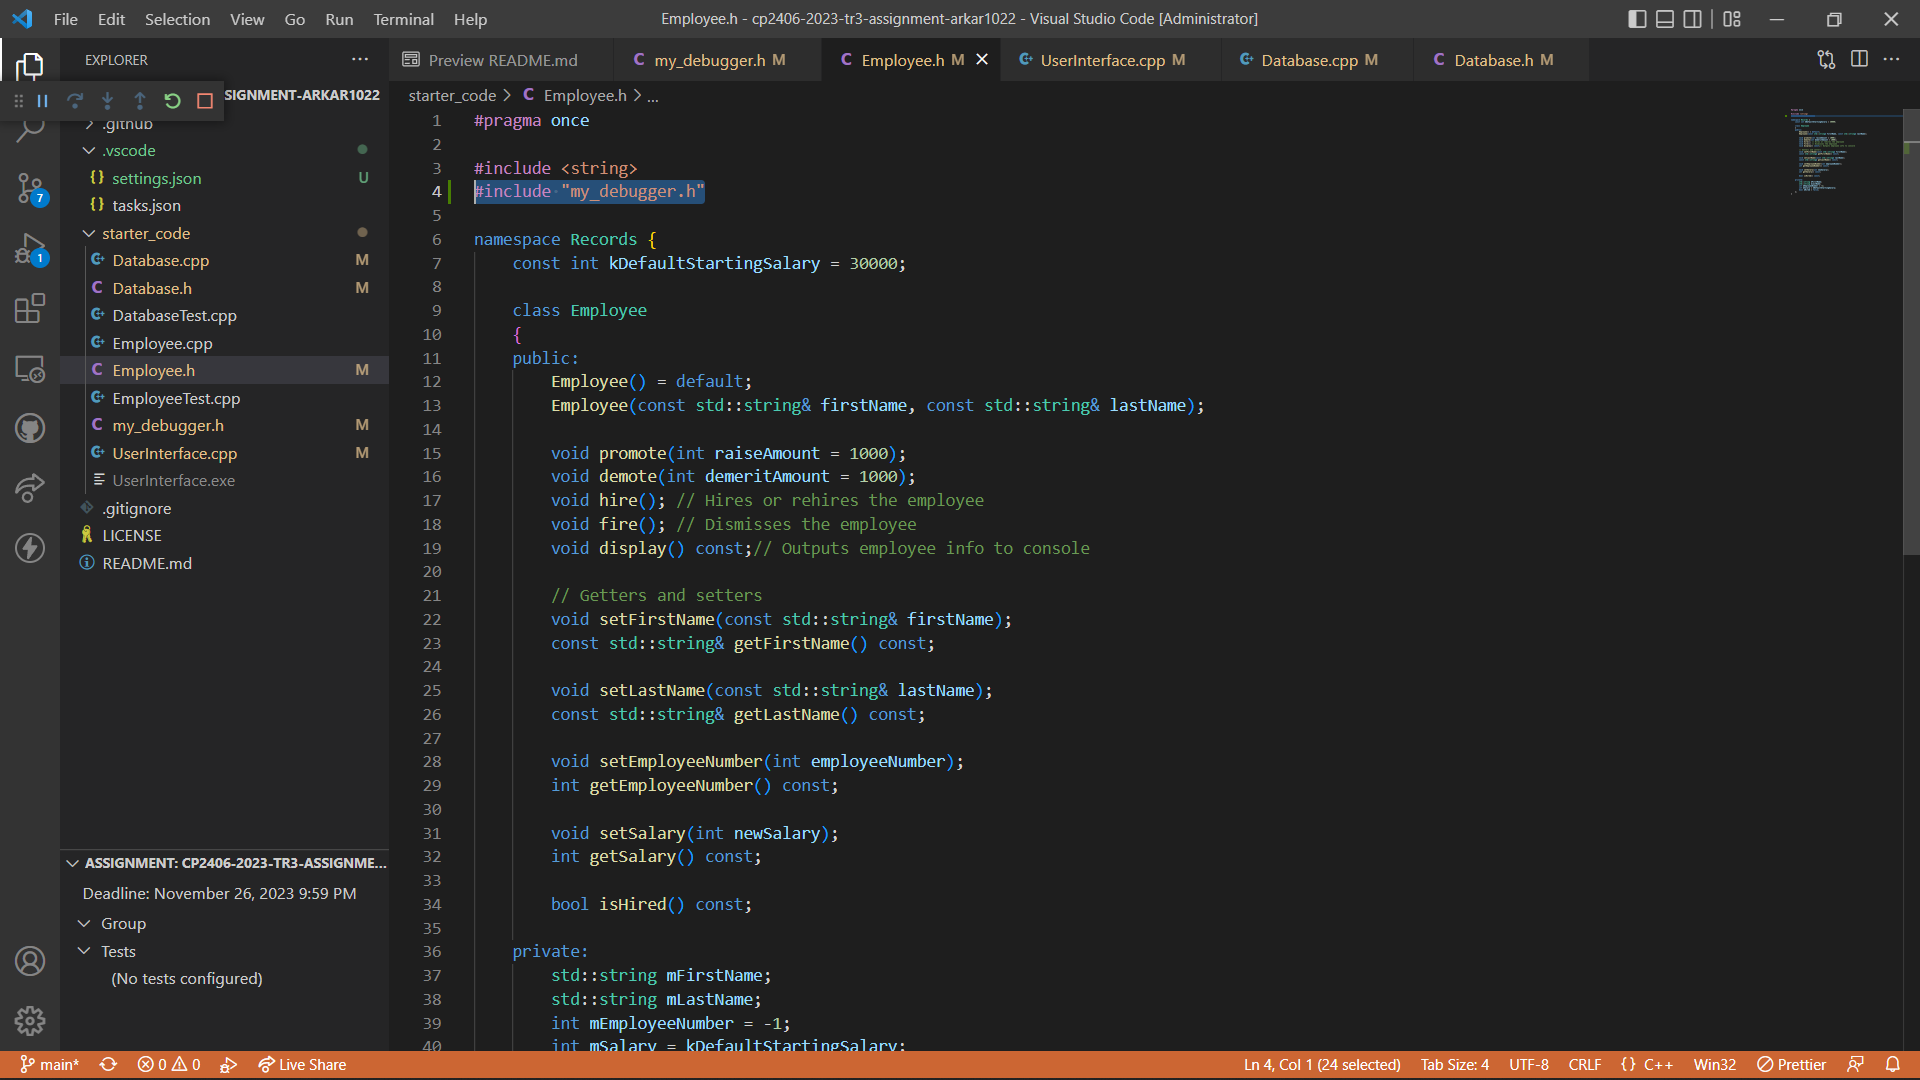 File Edit Selection View Go Run Terminal Help
Employee.h - cp2406-2023-tr3-assignment-arkar1022 - Visual Studio Code [Administrator]
EXPLORER
Preview README.md
my_debugger.h M
Employee.h M
UserInterface.cpp M
Database.cpp M
Database.h M
SIGNMENT-ARKAR1022
starter_code > C Employee.h > ...
.github
.vscode
settings.json U
tasks.json
starter_code
Database.cpp M
Database.h M
DatabaseTest.cpp
Employee.cpp
Employee.h M
EmployeeTest.cpp
my_debugger.h M
UserInterface.cpp M
UserInterface.exe
.gitignore
LICENSE
README.md
7
1
ASSIGNMENT: CP2406-2023-TR3-ASSIGNME...
Deadline: November 26, 2023 9:59 PM
Group
Tests
(No tests configured)
1 #pragma once
2
3 #include <string>
4 #include "my_debugger.h"
5
6 namespace Records {
7 const int kDefaultStartingSalary = 30000;
8
9 class Employee
10 {
11 public:
12 Employee() = default;
13 Employee(const std::string& firstName, const std::string& lastName);
14
15 void promote(int raiseAmount = 1000);
16 void demote(int demeritAmount = 1000);
17 void hire(); // Hires or rehires the employee
18 void fire(); // Dismisses the employee
19 void display() const;// Outputs employee info to console
20
21 // Getters and setters
22 void setFirstName(const std::string& firstName);
23 const std::string& getFirstName() const;
24
25 void setLastName(const std::string& lastName);
26 const std::string& getLastName() const;
27
28 void setEmployeeNumber(int employeeNumber);
29 int getEmployeeNumber() const;
30
31 void setSalary(int newSalary);
32 int getSalary() const;
33
34 bool isHired() const;
35
36 private:
37 std::string mFirstName;
38 std::string mLastName;
39 int mEmployeeNumber = -1;
40 int mSalary = kDefaultStartingSalary;
main* 0 0 Live Share
Ln 4, Col 1 (24 selected) Tab Size: 4 UTF-8 CRLF {} C++ Win32 Prettier